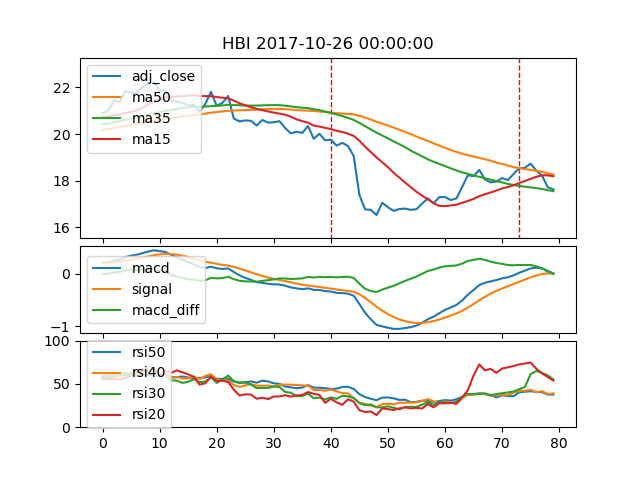 HBI 2017-10-26 00:00:00
adj_close
ma50
ma35
ma15
22
20
18
16
macd
signal
macd_diff
0
−1
rsi50
rsi40
rsi30
rsi20
100
50
0
0 10 20 30 40 50 60 70 80